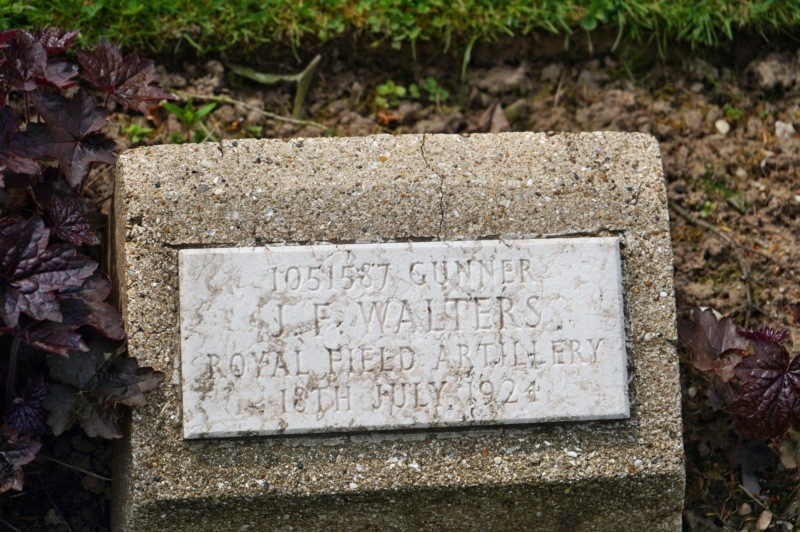 1051587 GUNNER
J. F. WALTERS
ROYAL FIELD ARTILLERY
18TH JULY, 1924